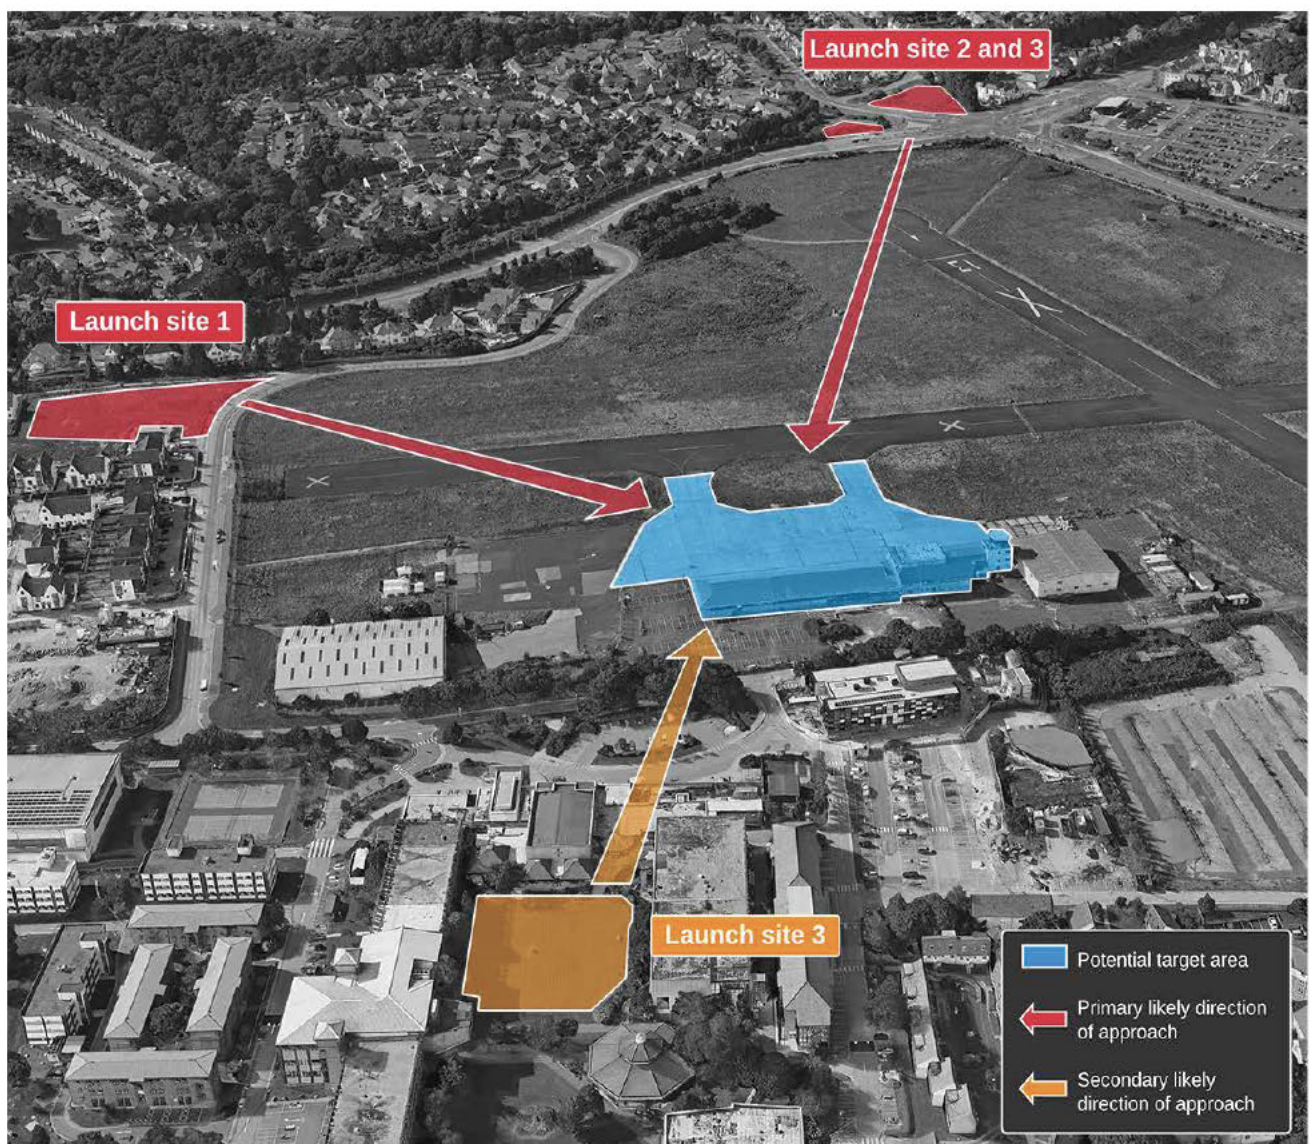 Launch site 2 and 3
Launch site 1
Launch site 3
Potential target area
Primary likely direction
of approach
Secondary likely
direction of approach